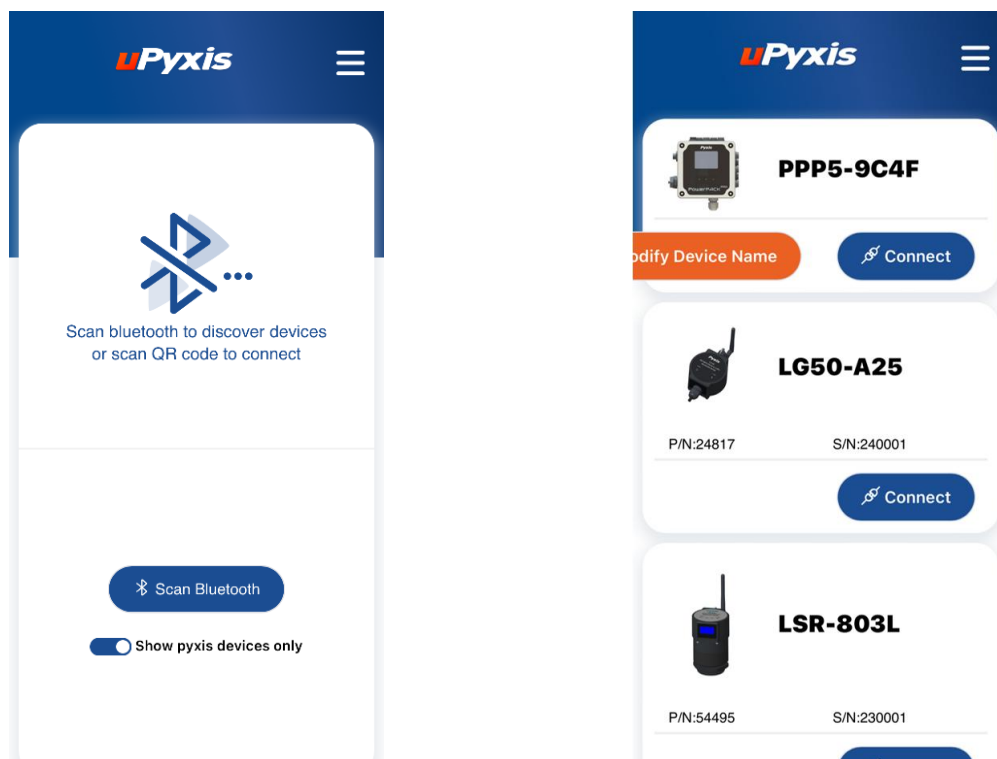 uPyxis
Scan bluetooth to discover devices
or scan QR code to connect
Scan Bluetooth
Show pyxis devices only
uPyxis
PPP5-9C4F
odify Device Name
Connect
LG50-A25
P/N:24817 S/N:240001
Connect
LSR-803L
P/N:54495 S/N:230001